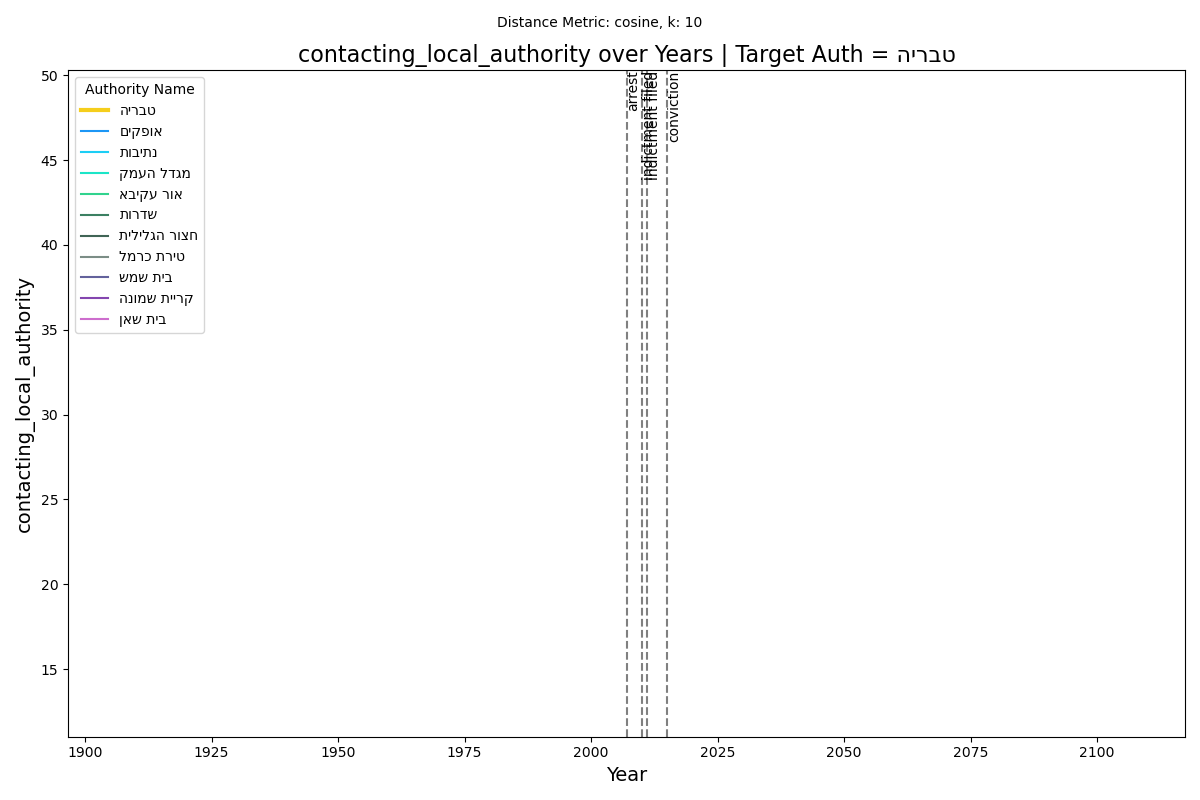 Distance Metric: cosine, k: 10
contacting_local_authority over Years | Target Auth = טבריה
50
45
40
35
30
25
20
15
contacting_local_authority
Authority Name
טבריה
אופקים
נתיבות
מגדל העמק
אור עקיבא
שדרות
חצור הגלילית
טירת כרמל
בית שמש
קריית שמונה
בית שאן
arrest
indictment filed
indictment filed
conviction
1900
1925
1950
1975
2000
2025
2050
2075
2100
Year